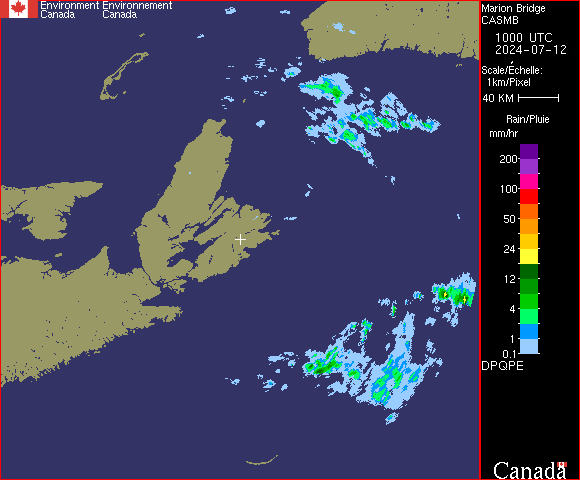 Environment Environnement
Canada Canada
Marion Bridge
CASMB
1000 UTC
2024-07-12
Scale/Échelle:
1km/Pixel
40 KM
Rain/Pluie
mm/hr
200
100
50
24
12
4
1
0.1
DPQPE
Canada